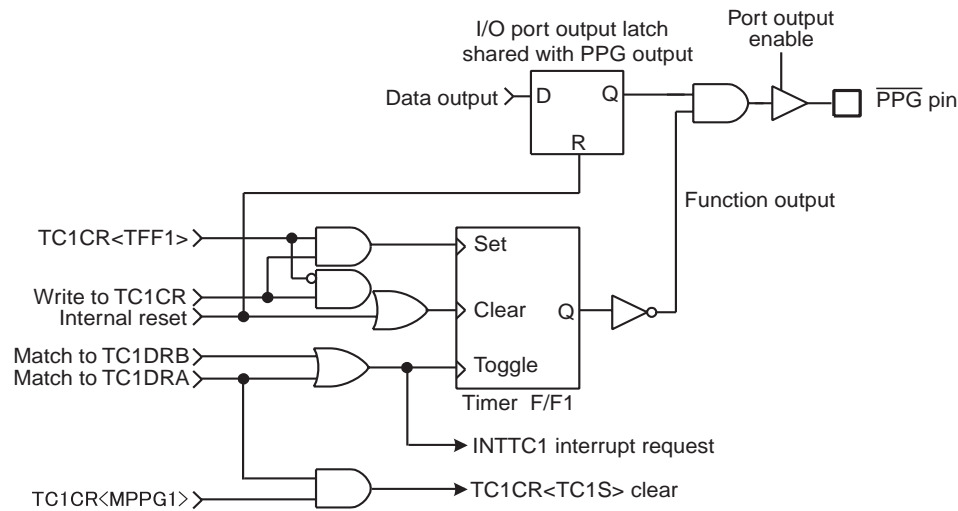 I/O port output latch
shared with PPG output
Port output
enable
Data output
D
Q
R
PPG pin
Function output
TC1CR<TFF1>
Set
Write to TC1CR
Internal reset
Clear
Q
Match to TC1DRB
Match to TC1DRA
Toggle
Timer F/F1
INTTC1 interrupt request
TC1CR<MPPG1>
TC1CR<TC1S> clear